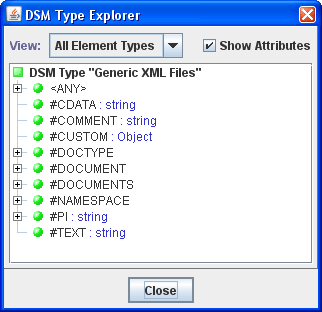 DSM Type Explorer
View: All Element Types Show Attributes
DSM Type "Generic XML Files"
<ANY>
#CDATA : string
#COMMENT : string
#CUSTOM : Object
#DOCTYPE
#DOCUMENT
#DOCUMENTS
#NAMESPACE
#PI : string
#TEXT : string
Close